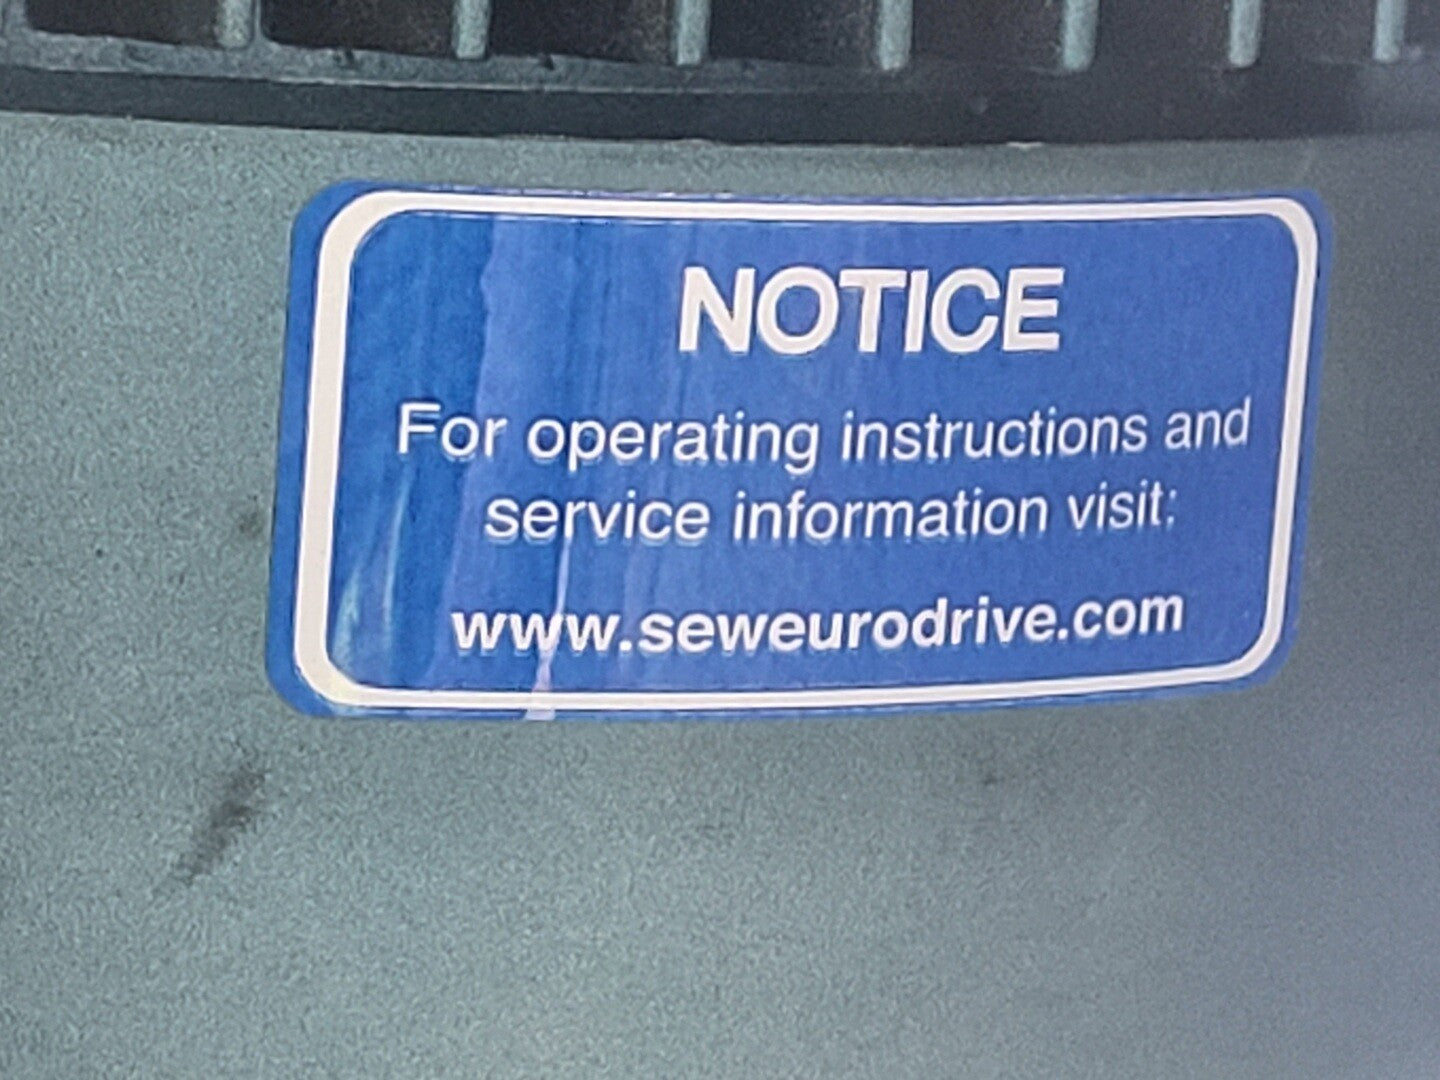 NOTICE
For operating instructions and
service information visit:
www.seweurodrive.com